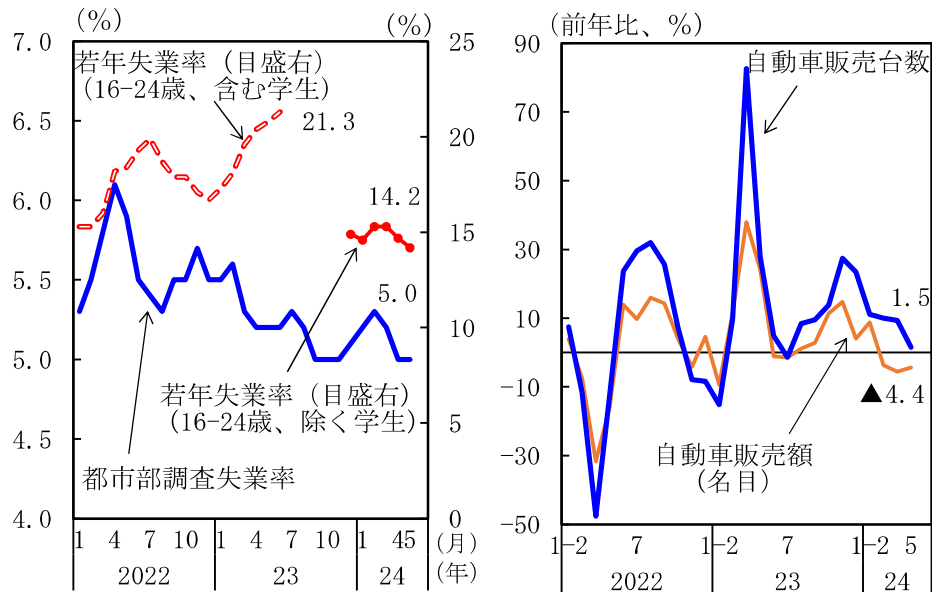 (%)
(%)
7.0
6.5
6.0
5.5
5.0
4.5
4.0
25
20
15
10
5
0
若年失業率(目盛右)
(16-24歳、含む学生)
21.3
14.2
5.0
若年失業率(目盛右)
(16-24歳、除く学生)
都市部調査失業率
1 4 7 10 1 4 7 10 1 45 (月)
2022 23 24 (年)
(前年比、%)
90
70
50
30
10
-10
-30
-50
自動車販売台数
1.5
▲4.4
自動車販売額
(名目)
1-2 7 1-2 7 1-2 5
2022 23 24